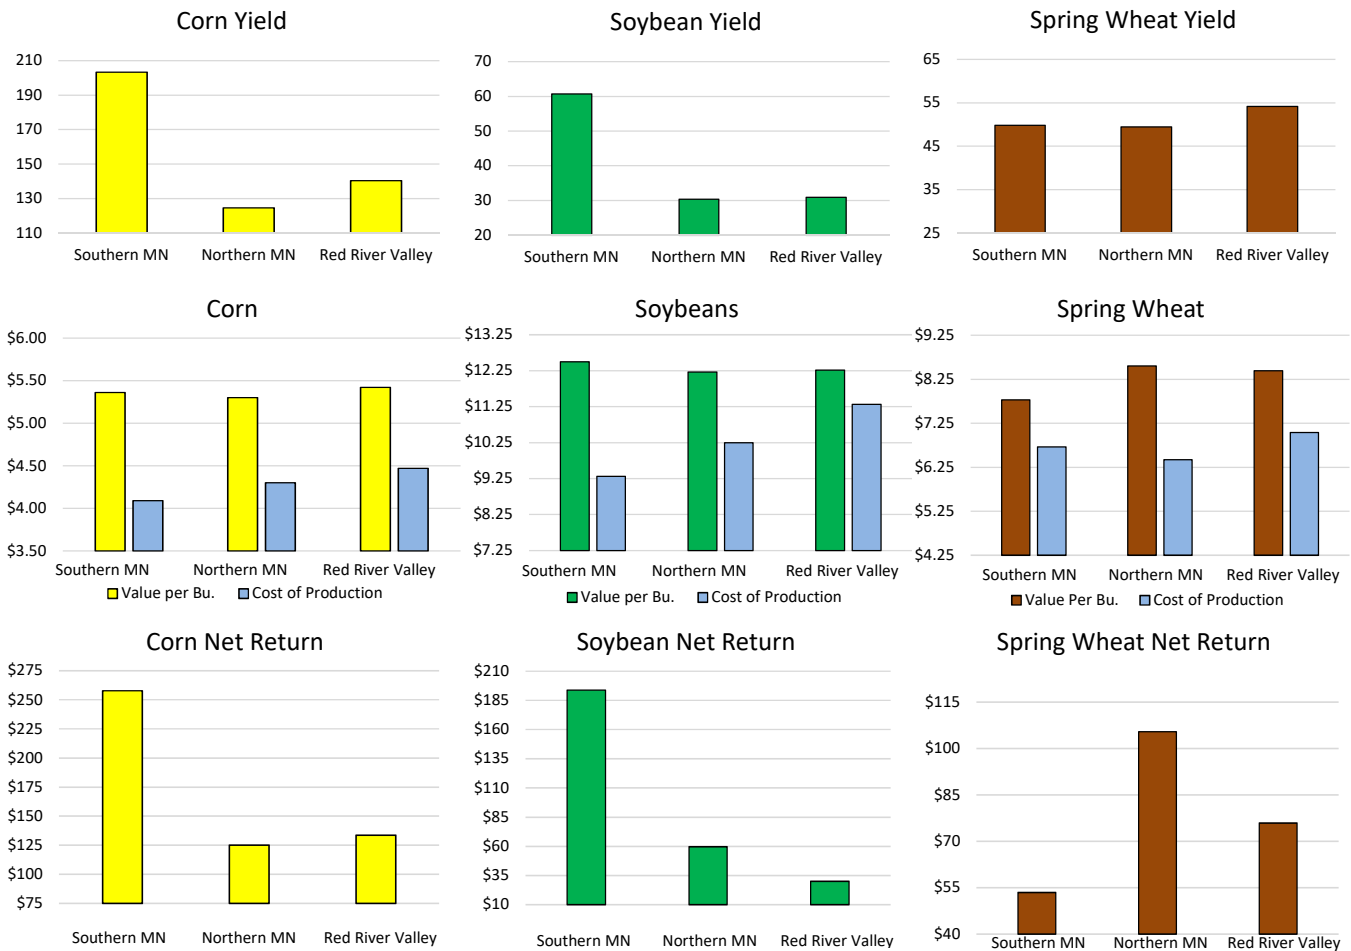 Corn Yield
210
190
170
150
130
110
Southern MN Northern MN Red River Valley
Soybean Yield
70
60
50
40
30
20
Southern MN Northern MN Red River Valley
Spring Wheat Yield
65
55
45
35
25
Southern MN Northern MN Red River Valley
Corn
$6.00
$5.50
$5.00
$4.50
$4.00
$3.50
Southern MN Northern MN Red River Valley
Value per Bu. Cost of Production
Soybeans
$13.25
$12.25
$11.25
$10.25
$9.25
$8.25
$7.25
Southern MN Northern MN Red River Valley
Value per Bu. Cost of Production
Spring Wheat
$9.25
$8.25
$7.25
$6.25
$5.25
$4.25
Southern MN Northern MN Red River Valley
Value Per Bu. Cost of Production
Corn Net Return
$275
$250
$225
$200
$175
$150
$125
$100
$75
Southern MN Northern MN Red River Valley
Soybean Net Return
$210
$185
$160
$135
$110
$85
$60
$35
$10
Southern MN Northern MN Red River Valley
Spring Wheat Net Return
$115
$100
$85
$70
$55
$40
Southern MN Northern MN Red River Valley